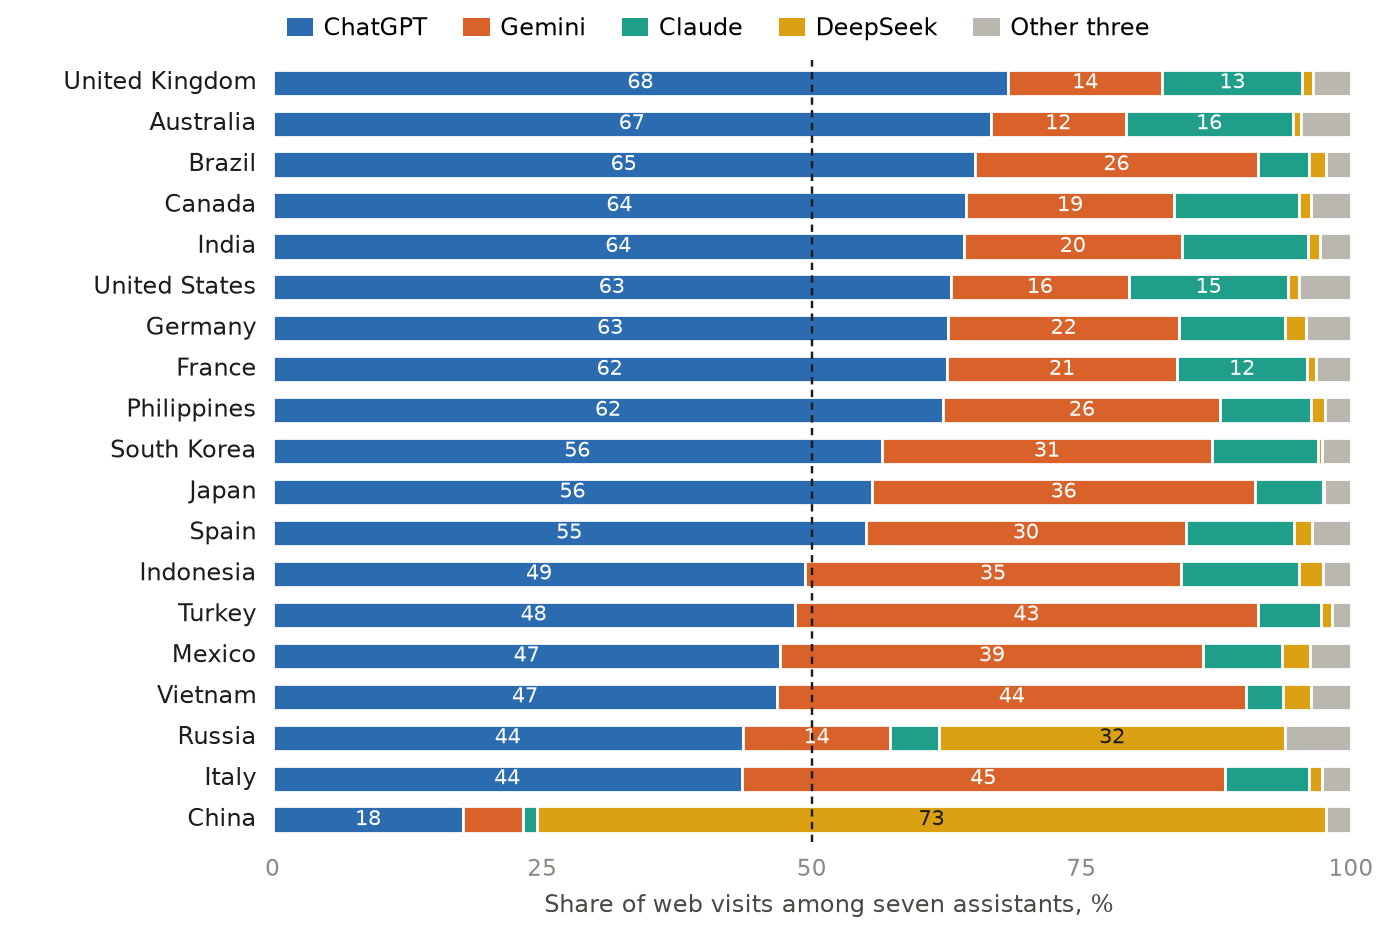 ChatGPT Gemini Claude DeepSeek Other three
United Kingdom 68 14 13
Australia 67 12 16
Brazil 65 26
Canada 64 19
India 64 20
United States 63 16 15
Germany 63 22
France 62 21 12
Philippines 62 26
South Korea 56 31
Japan 56 36
Spain 55 30
Indonesia 49 35
Turkey 48 43
Mexico 47 39
Vietnam 47 44
Russia 44 14 32
Italy 44 45
China 18 73
0 25 50 75 100
Share of web visits among seven assistants, %